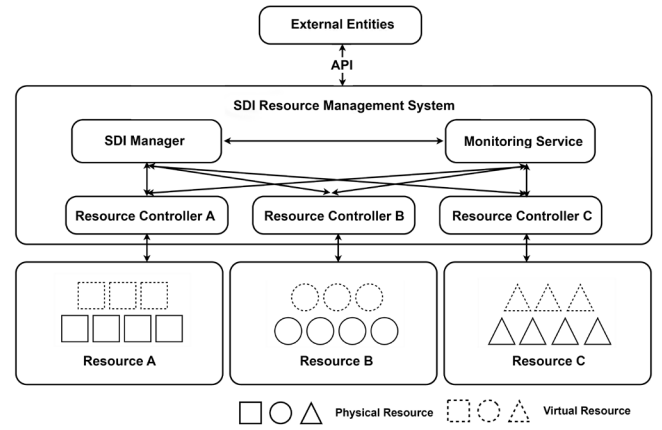 External Entities
API
SDI Resource Management System
SDI Manager
Monitoring Service
Resource Controller A
Resource Controller B
Resource Controller C
Resource A
Resource B
Resource C
Physical Resource
Virtual Resource